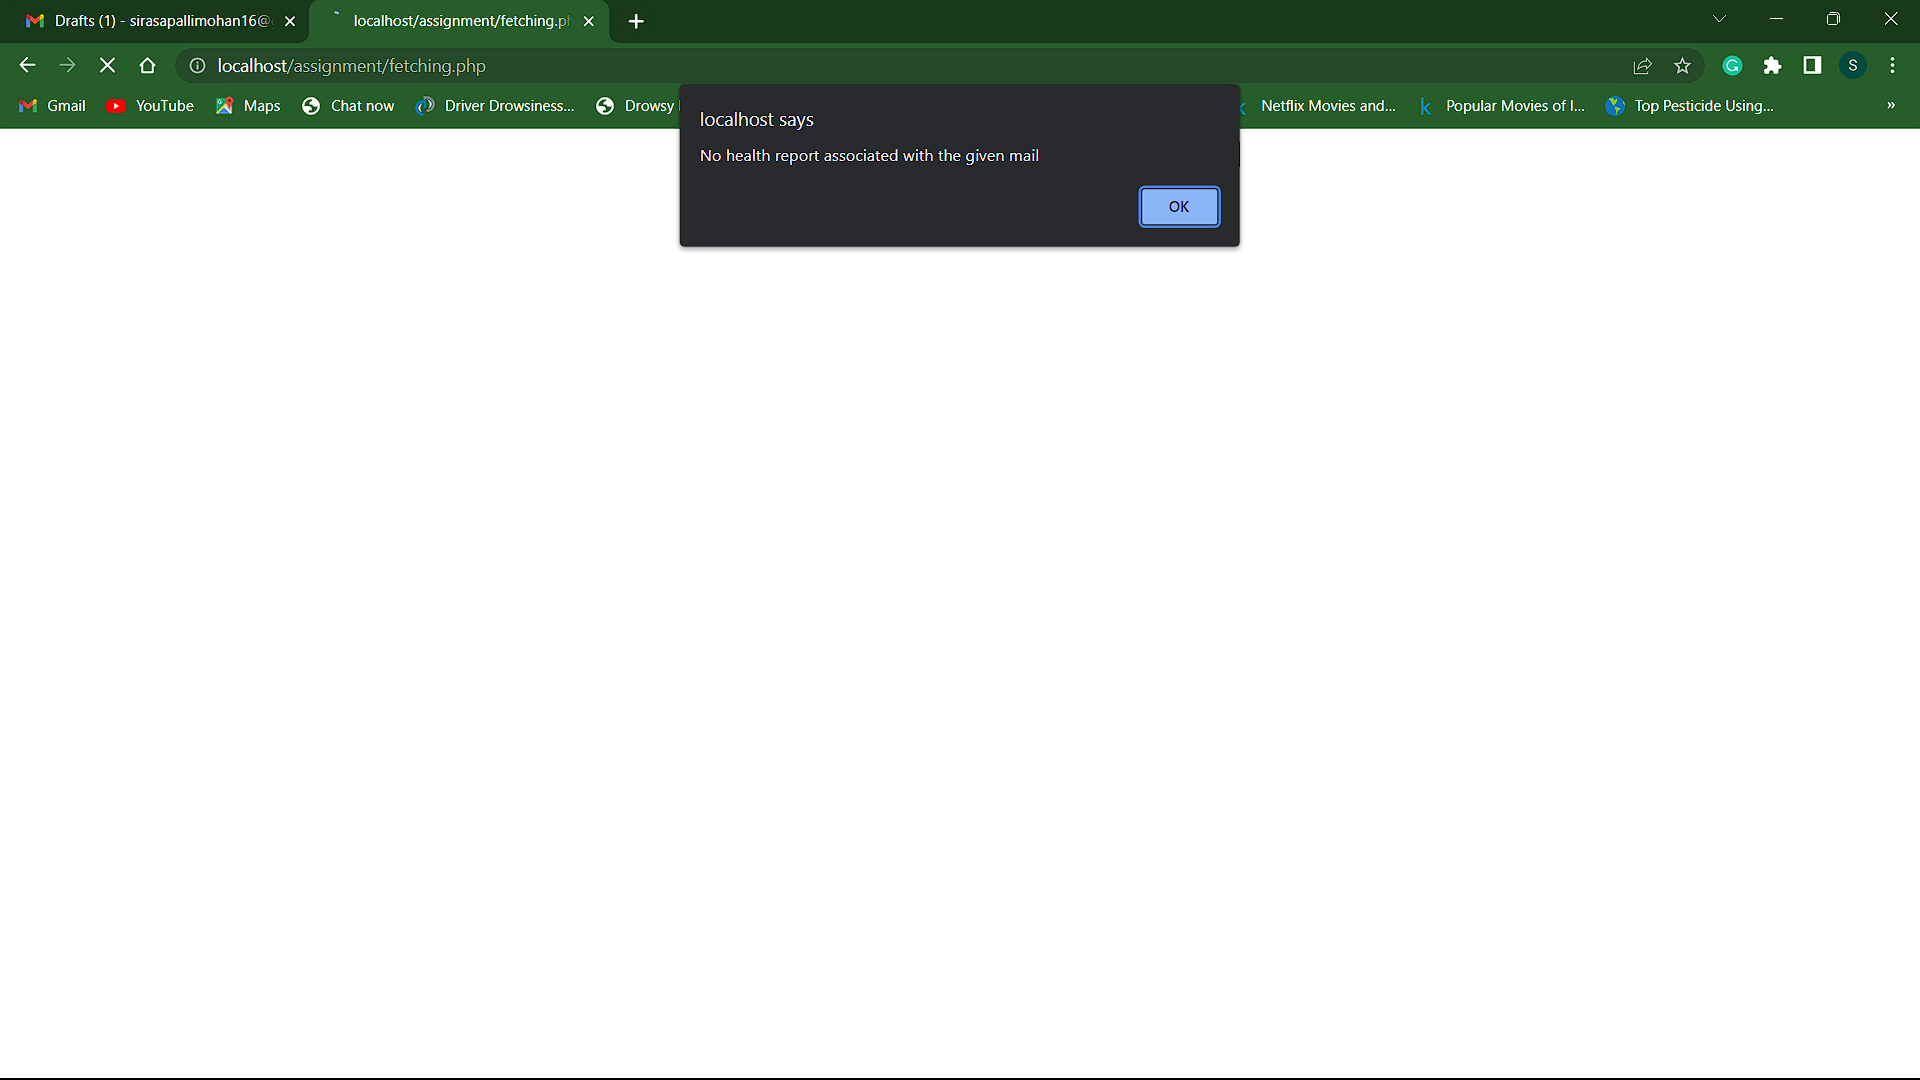 Drafts (1) - sirasapallimohan16@
localhost/assignment/fetching.ph
localhost/assignment/fetching.php
S
Gmail
YouTube
Maps
Chat now
Driver Drowsiness...
Drowsy
Netflix Movies and...
Popular Movies of I...
Top Pesticide Using...
»
localhost says
No health report associated with the given mail
OK